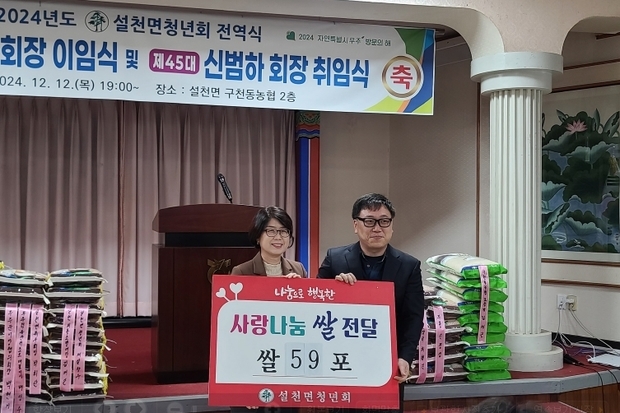 2024년도 설천면청년회 전역식
2024 자연특별시 무주 방문의 해
회장 이임식 및 제45대 신범하 회장 취임식
축
2024. 12. 12.(목) 19:00~ 장소 : 설천면 구천동농협 2층
나눔으로 행복한
사랑나눔 쌀 전달
쌀 59 포
설천면청년회